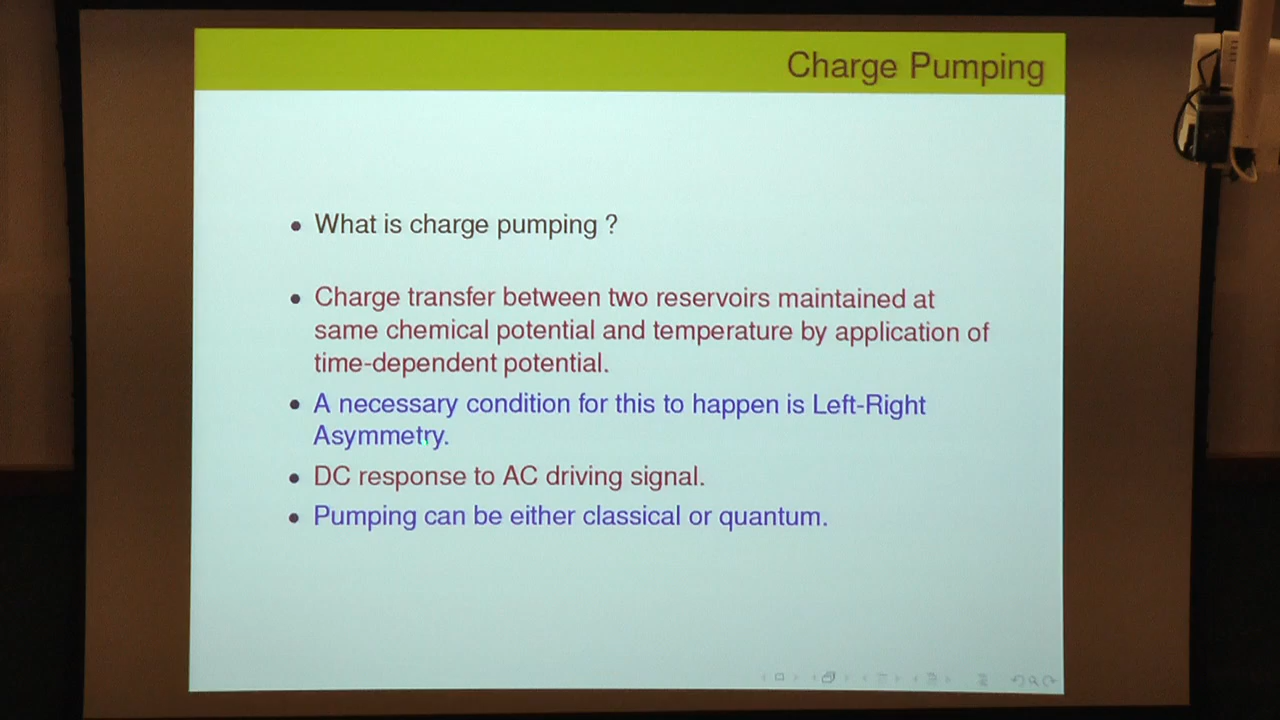 Charge Pumping
• What is charge pumping ?
• Charge transfer between two reservoirs maintained at
same chemical potential and temperature by application of
time-dependent potential.
• A necessary condition for this to happen is Left-Right
Asymmetry.
• DC response to AC driving signal.
• Pumping can be either classical or quantum.